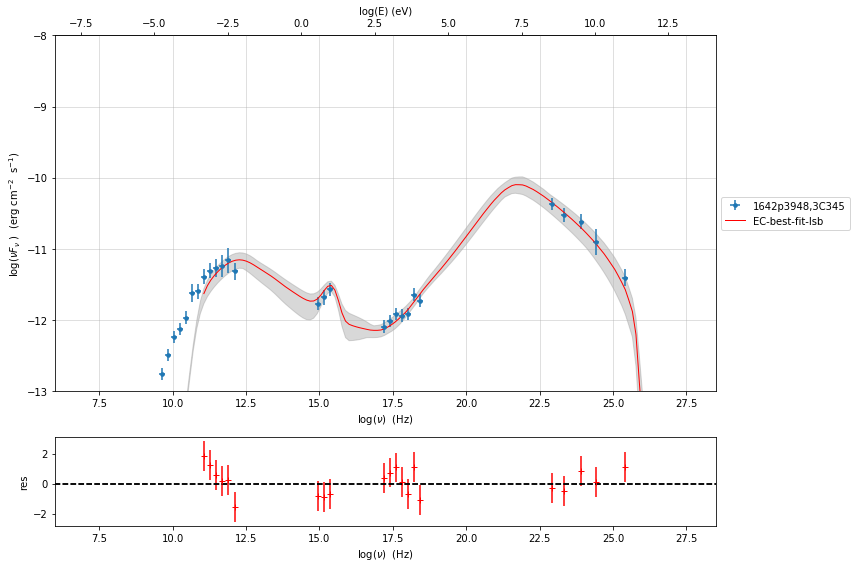 log(E) (eV)
−7.5 −5.0 −2.5 0.0 2.5 5.0 7.5 10.0 12.5
−8
−9
−10
−11
−12
−13
log(νFν) (erg cm⁻² s⁻¹)
1642p3948,3C345
EC-best-fit-lsb
7.5 10.0 12.5 15.0 17.5 20.0 22.5 25.0 27.5
log(ν) (Hz)
2
0
−2
res
7.5 10.0 12.5 15.0 17.5 20.0 22.5 25.0 27.5
log(ν) (Hz)